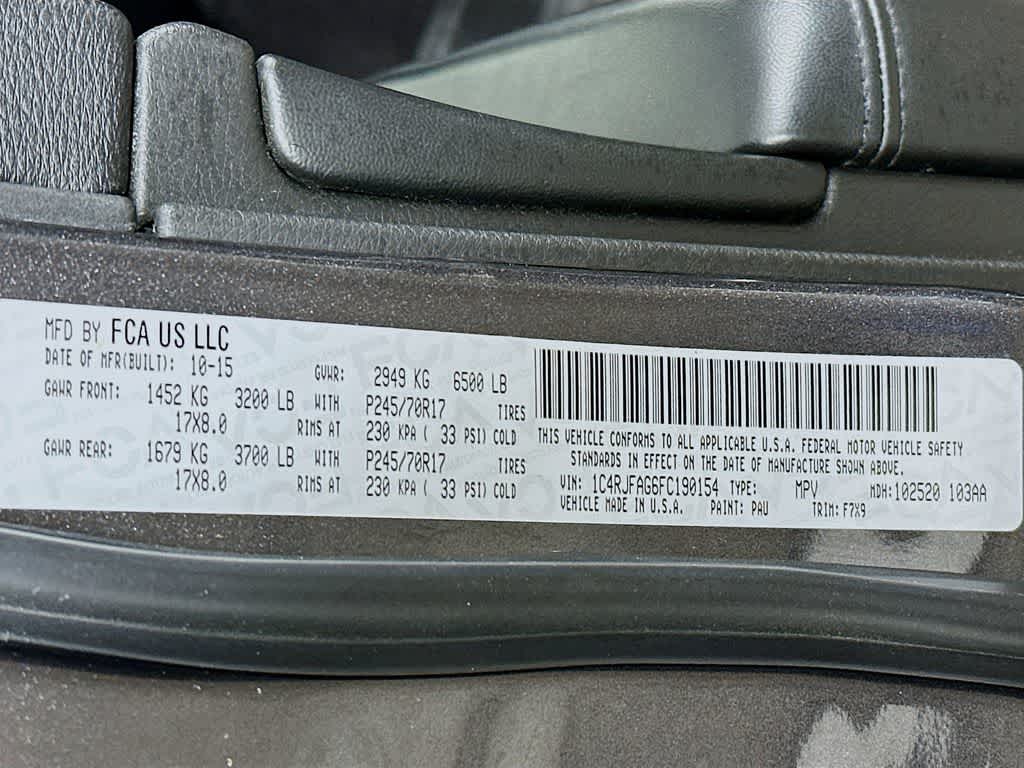 MFD BY FCA US LLC
DATE OF MFR(BUILT): 10-15 GVWR: 2949 KG 6500 LB
GAWR FRONT: 1452 KG 3200 LB WITH P245/70R17 TIRES
17X8.0 RIMS AT 230 KPA ( 33 PSI) COLD
GAWR REAR: 1679 KG 3700 LB WITH P245/70R17 TIRES
17X8.0 RIMS AT 230 KPA ( 33 PSI) COLD
THIS VEHICLE CONFORMS TO ALL APPLICABLE U.S.A. FEDERAL MOTOR VEHICLE SAFETY
STANDARDS IN EFFECT ON THE DATE OF MANUFACTURE SHOWN ABOVE.
VIN: 1C4RJFAG6FC190154 TYPE: MPV MDH:102520 103AA
VEHICLE MADE IN U.S.A. PAINT: PAU TRIM: F7X9